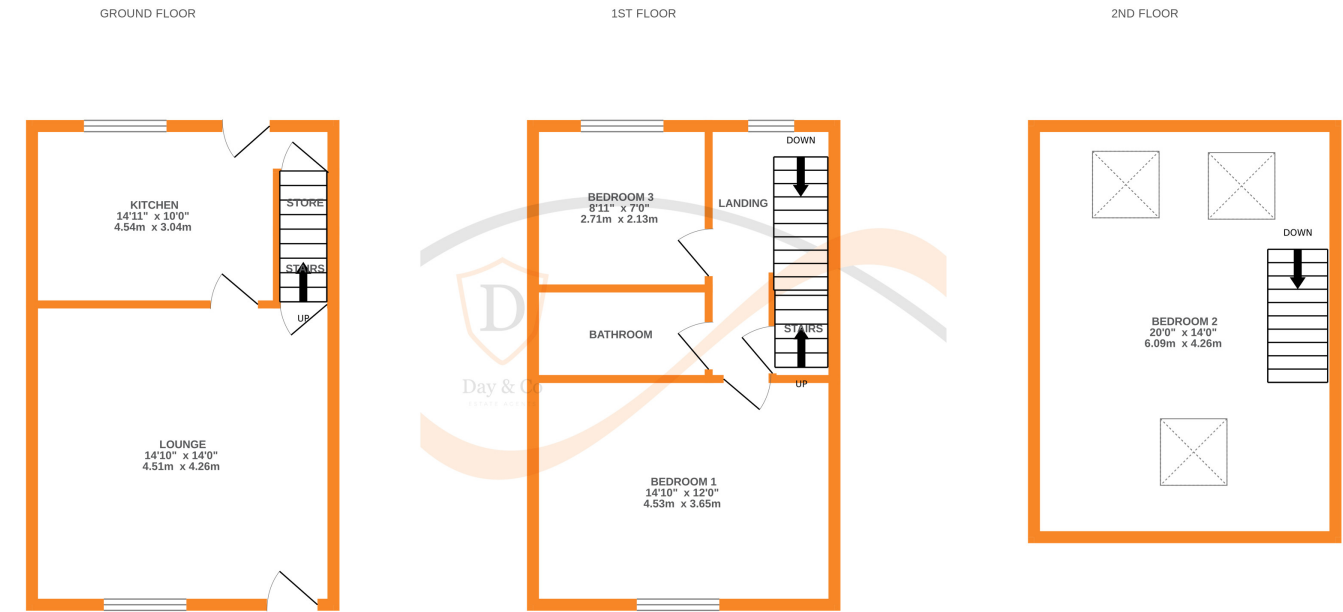 GROUND FLOOR
1ST FLOOR
2ND FLOOR
KITCHEN
14'11" x 10'0"
4.54m x 3.04m
STORE
STAIRS
UP
LOUNGE
14'10" x 14'0"
4.51m x 4.26m
DOWN
BEDROOM 3
8'11" x 7'0"
2.71m x 2.13m
LANDING
BATHROOM
STAIRS
UP
BEDROOM 1
14'10" x 12'0"
4.53m x 3.65m
D
Day & Co
DOWN
BEDROOM 2
20'0" x 14'0"
6.09m x 4.26m